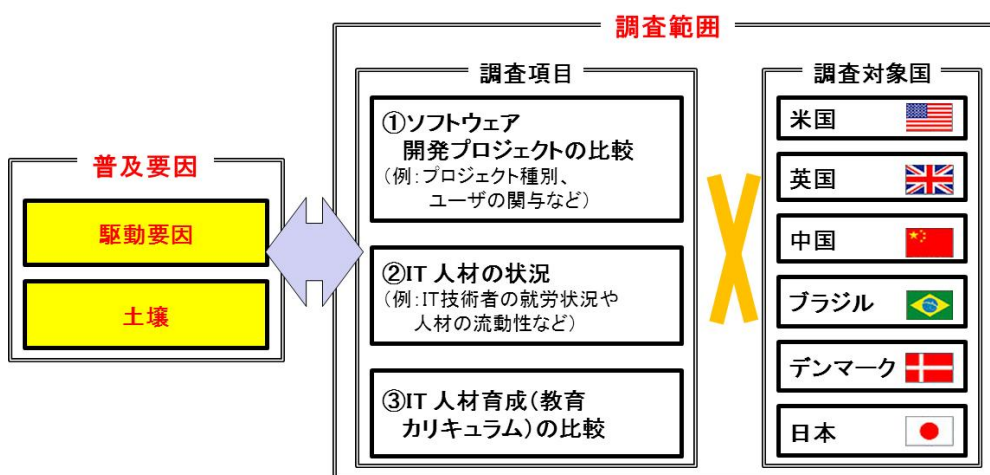 調査範囲
普及要因
駆動要因
土壌
調査項目
①ソフトウェア
開発プロジェクトの比較
(例:プロジェクト種別、
ユーザの関与など)
②IT 人材の状況
(例:IT技術者の就労状況や
人材の流動性など)
③IT 人材育成(教育
カリキュラム)の比較
調査対象国
米国
英国
中国
ブラジル
デンマーク
日本